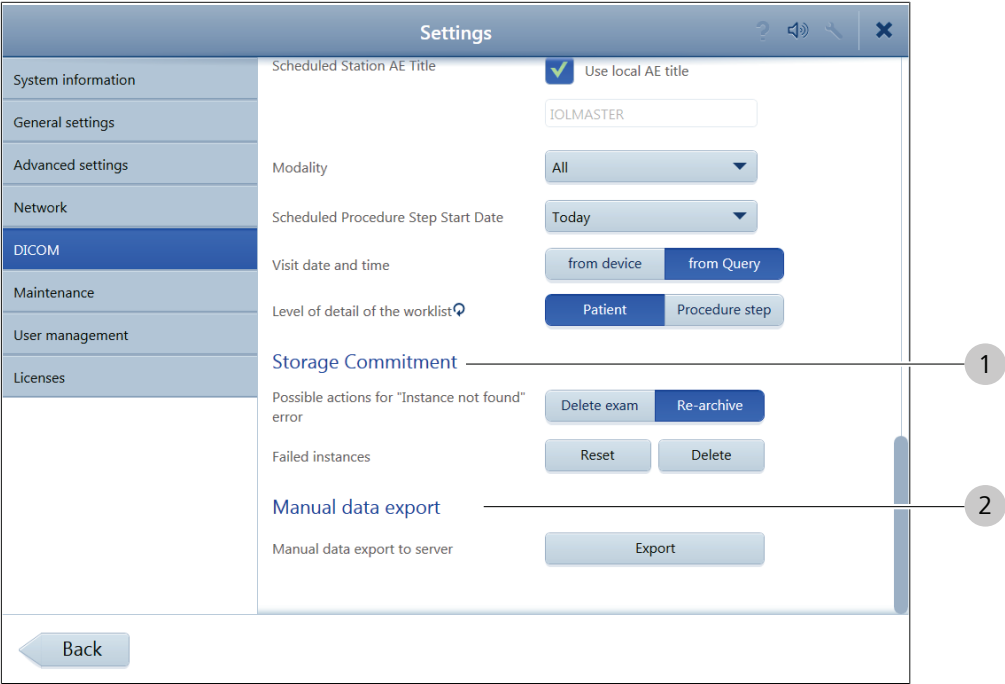 Settings
System information
General settings
Advanced settings
Network
DICOM
Maintenance
User management
Licenses
Scheduled Station AE Title
Use local AE title
IOLMASTER
Modality
All
Scheduled Procedure Step Start Date
Today
Visit date and time
from device
from Query
Level of detail of the worklist
Patient
Procedure step
Storage Commitment
1
Possible actions for "Instance not found"
error
Delete exam
Re-archive
Failed instances
Reset
Delete
Manual data export
2
Manual data export to server
Export
Back